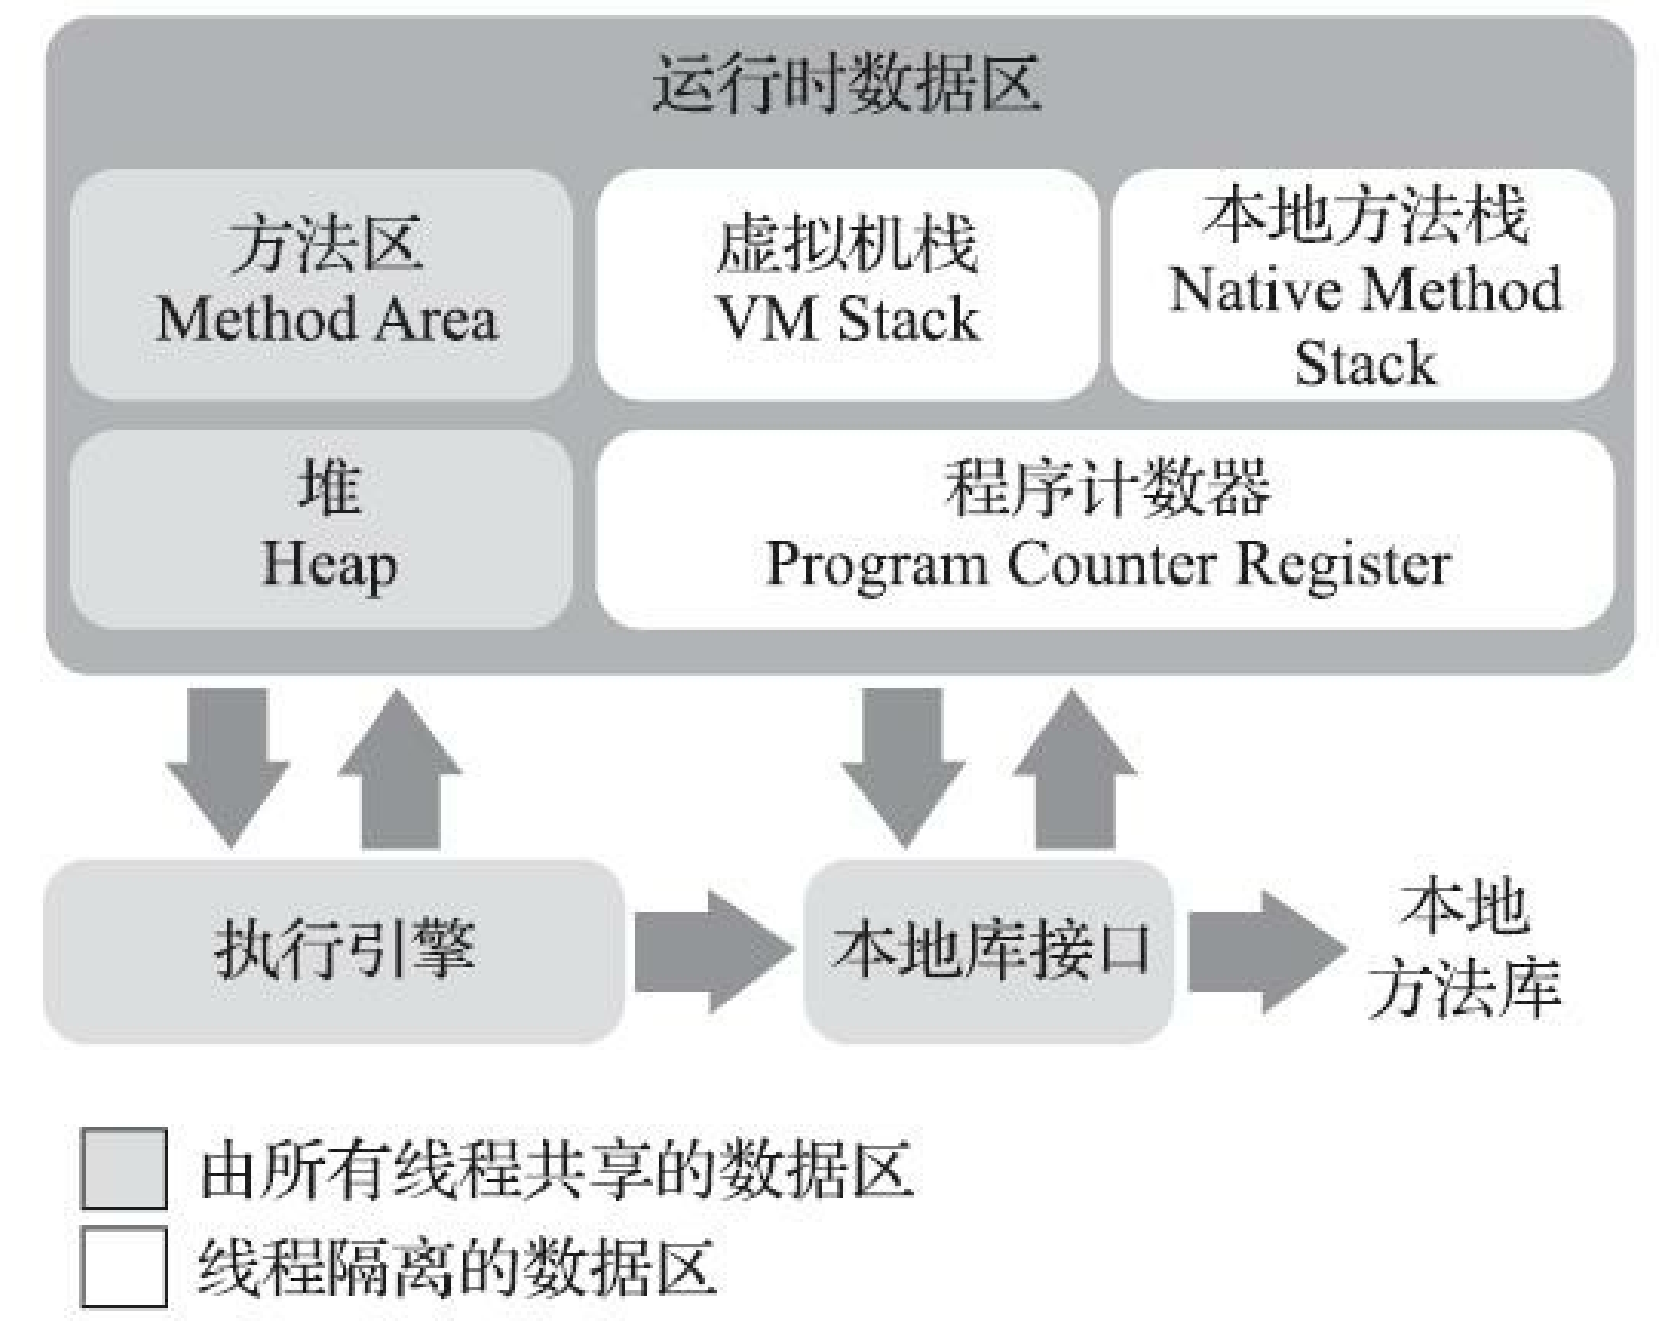 运行时数据区
方法区
Method Area
虚拟机栈
VM Stack
本地方法栈
Native Method
Stack
堆
Heap
程序计数器
Program Counter Register
执行引擎
本地库接口
本地
方法库
由所有线程共享的数据区
线程隔离的数据区